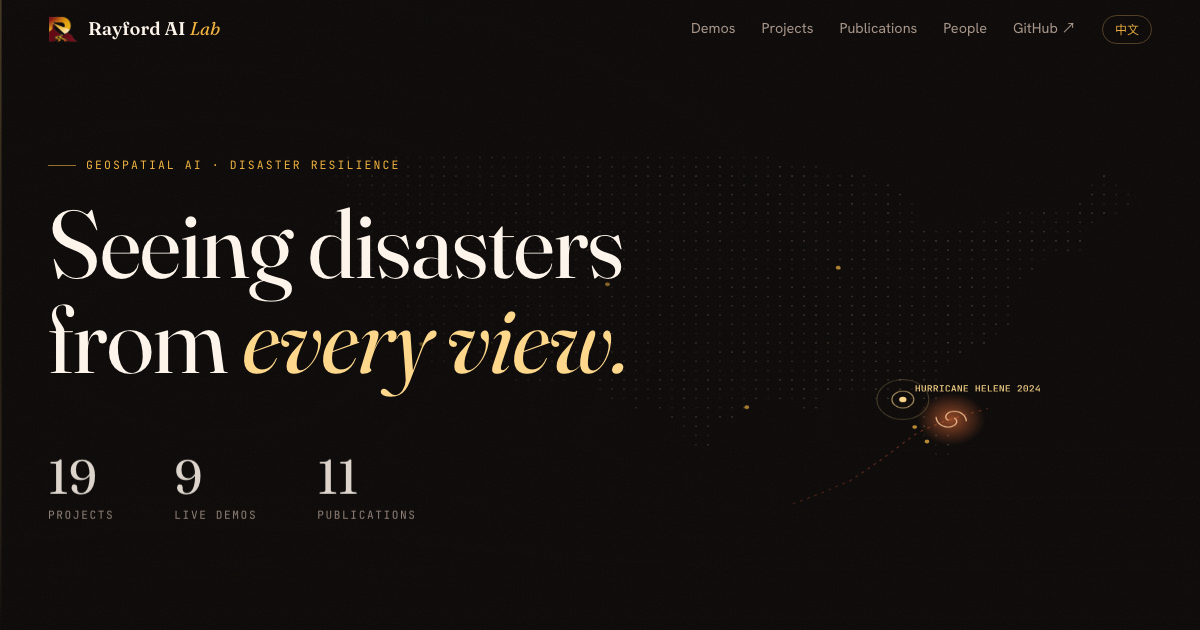 Rayford AI Lab
Demos
Projects
Publications
People
GitHub ↗
中文
GEOSPATIAL AI · DISASTER RESILIENCE
Seeing disasters
from every view.
HURRICANE HELENE 2024
19
PROJECTS
9
LIVE DEMOS
11
PUBLICATIONS